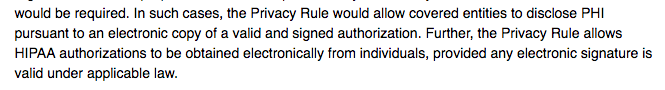 would be required. In such cases, the Privacy Rule would allow covered entities to disclose PHI
pursuant to an electronic copy of a valid and signed authorization. Further, the Privacy Rule allows
HIPAA authorizations to be obtained electronically from individuals, provided any electronic signature is
valid under applicable law.